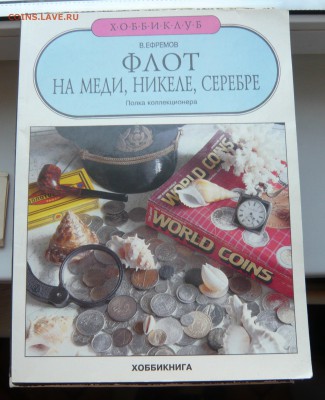 coins.lave.ru
ХОББИКЛУБ
В.ЕФРЕМОВ
ФЛОТ
НА МЕДИ, НИКЕЛЕ, СЕРЕБРЕ
Полка коллекционера
WORLD COINS
WORLD COINS
ХОББИКНИГА